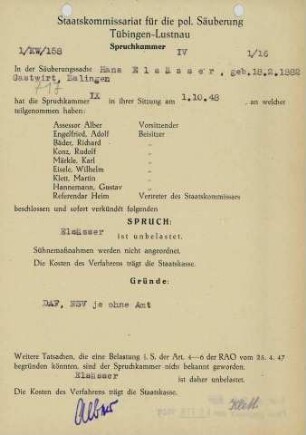 Staatskommissariat für die pol. Säuberung
Tübingen-Lustnau
Spruchkammer IV
1/KW/158 1/16
In der Säuberungssache Hans Elsässer, geb. 18.2.1882
Gastwirt, Balingen
hat die Spruchkammer IX in ihrer Sitzung am 1.10.48 , an welcher
teilgenommen haben:
Assessor Alber Vorsitzender
Engelfried, Adolf Beisitzer
Bäder, Richard „
Konz, Rudolf „
Märkle, Karl „
Eisele, Wilhelm „
Klett, Martin „
Hannemann, Gustav „
Referendar Heim Vertreter des Staatskommissars
beschlossen und sofort verkündet folgenden
SPRUCH:
Elsässer
ist unbelastet.
Sühnemaßnahmen werden nicht angeordnet.
Die Kosten des Verfahrens trägt die Staatskasse.
Gründe:
DAF, NSV je ohne Amt
Weitere Tatsachen, die eine Belastung i. S. der Art. 4—6 der RAO vom 25. 4. 47
begründen könnten, sind der Spruchkammer nicht bekannt geworden.
Elsässer ist daher unbelastet.
Die Kosten des Verfahrens trägt die Staatskasse.
Alber